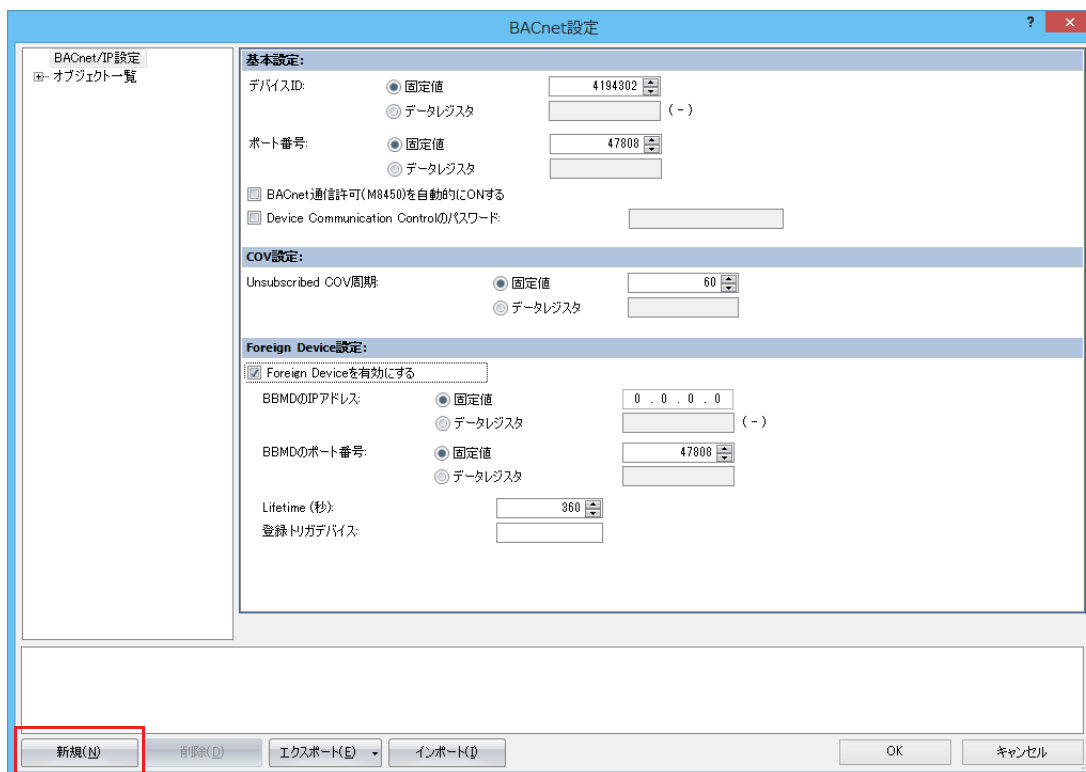 BACnet設定
?
×
BACnet/IP設定
オブジェクト一覧
基本設定:
デバイスID: 固定値 4194302
データレジスタ (-)
ポート番号: 固定値 47808
データレジスタ
BACnet通信許可(M8450)を自動的にONする
Device Communication Controlのパスワード:
COV設定:
Unsubscribed COV周期: 固定値 60
データレジスタ
Foreign Device設定:
Foreign Deviceを有効にする
BBMDのIPアドレス: 固定値 0 . 0 . 0 . 0
データレジスタ (-)
BBMDのポート番号: 固定値 47808
データレジスタ
Lifetime (秒): 360
登録トリガデバイス:
新規(N) 削除(D) エクスポート(E) インポート(I) OK キャンセル